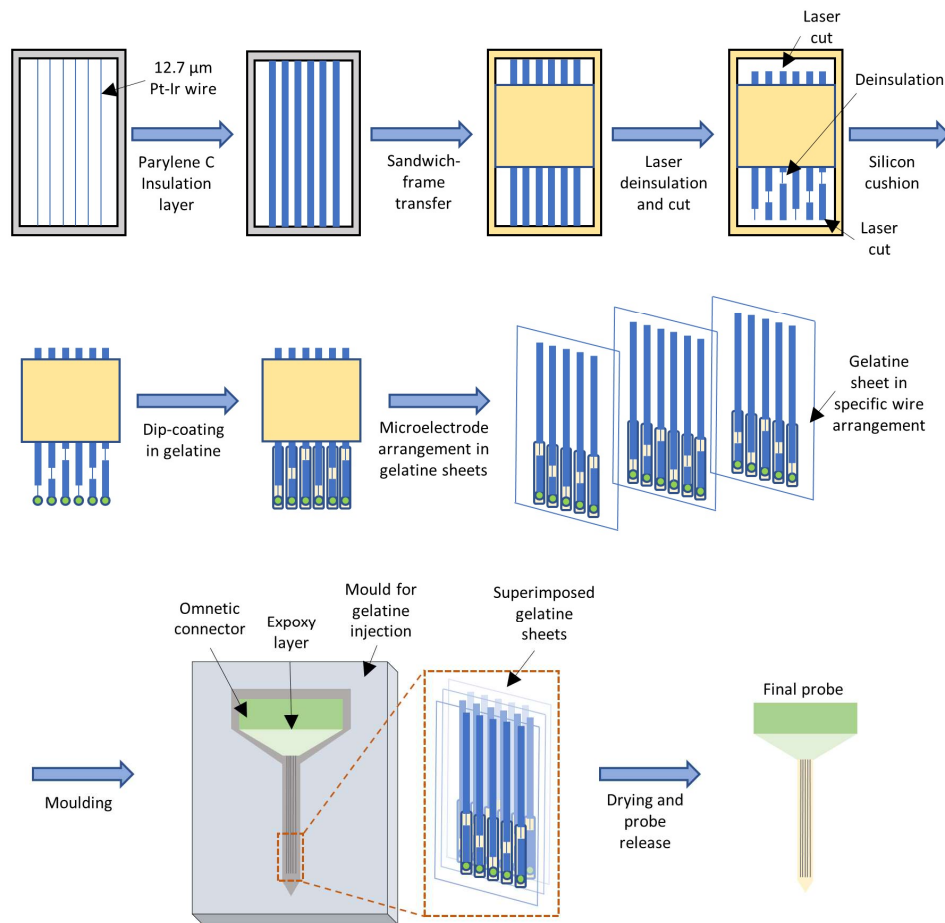 12.7 µm
Pt-Ir wire
Parylene C
Insulation
layer
Sandwich-
frame
transfer
Laser
deinsulation
and cut
Laser
cut
Deinsulation
Laser
cut
Silicon
cushion
Dip-coating
in gelatine
Microelectrode
arrangement in
gelatine sheets
Gelatine
sheet in
specific wire
arrangement
Moulding
Omnetic
connector
Expoxy
layer
Mould for
gelatine
injection
Superimposed
gelatine
sheets
Drying and
probe
release
Final probe